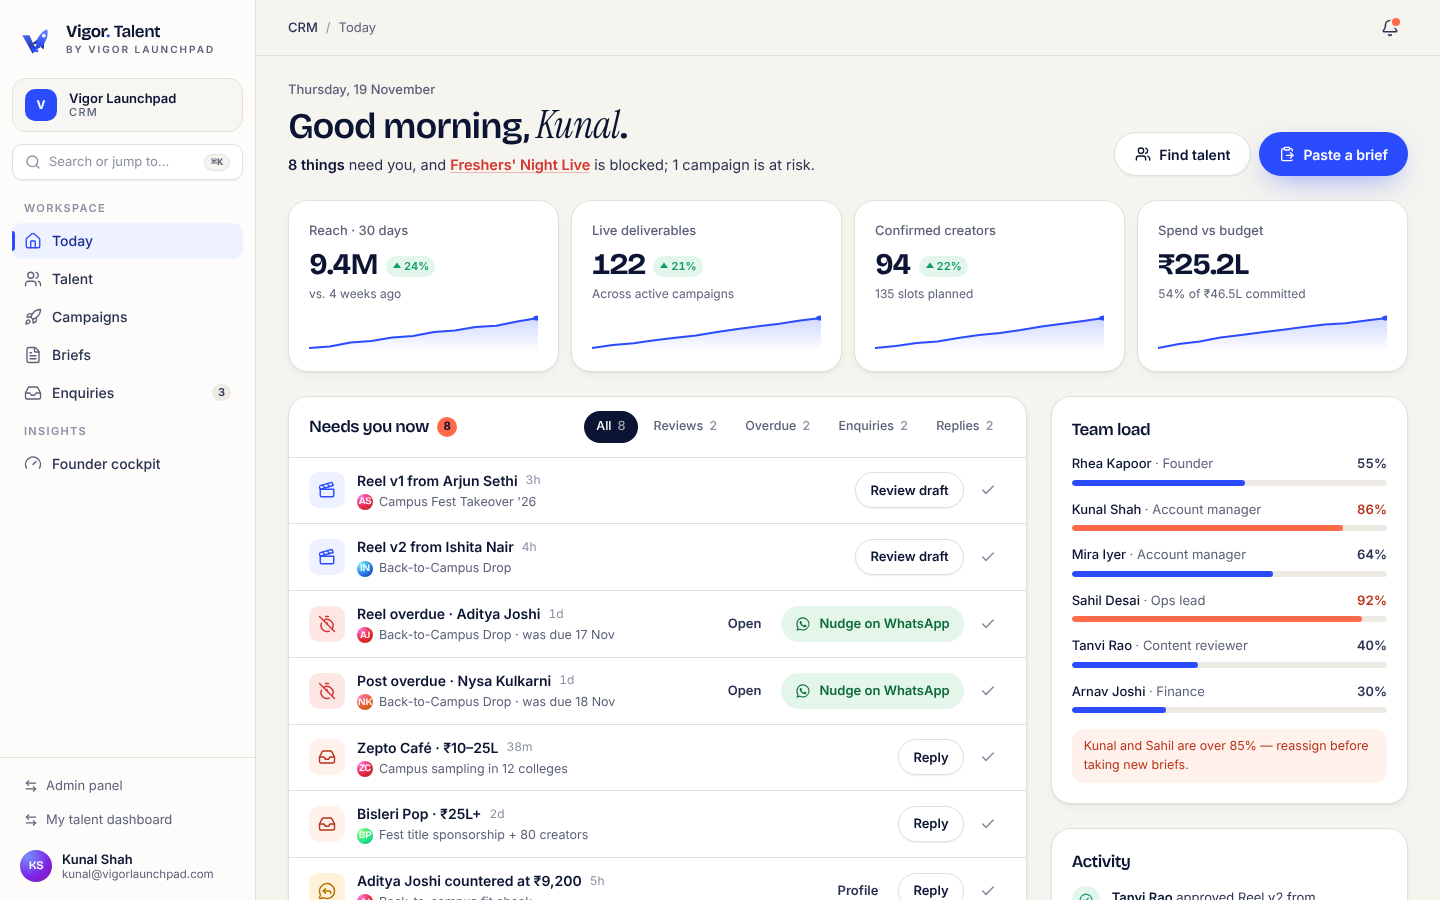 Vigor. Talent
BY VIGOR LAUNCHPAD
V
Vigor Launchpad
CRM
Search or jump to...
⌘K
WORKSPACE
Today
Talent
Campaigns
Briefs
Enquiries 3
INSIGHTS
Founder cockpit
Admin panel
My talent dashboard
KS
Kunal Shah
kunal@vigorlaunchpad.com
CRM / Today
Thursday, 19 November
Good morning, Kunal.
8 things need you, and Freshers' Night Live is blocked; 1 campaign is at risk.
Find talent
Paste a brief
Reach · 30 days
9.4M 24%
vs. 4 weeks ago
Live deliverables
122 21%
Across active campaigns
Confirmed creators
94 22%
135 slots planned
Spend vs budget
₹25.2L
54% of ₹46.5L committed
Needs you now 8
All 8 Reviews 2 Overdue 2 Enquiries 2 Replies 2
Reel v1 from Arjun Sethi 3h
AS Campus Fest Takeover '26
Review draft
Reel v2 from Ishita Nair 4h
IN Back-to-Campus Drop
Review draft
Reel overdue · Aditya Joshi 1d
AJ Back-to-Campus Drop · was due 17 Nov
Open Nudge on WhatsApp
Post overdue · Nysa Kulkarni 1d
NK Back-to-Campus Drop · was due 18 Nov
Open Nudge on WhatsApp
Zepto Café · ₹10–25L 38m
ZC Campus sampling in 12 colleges
Reply
Bisleri Pop · ₹25L+ 2d
BP Fest title sponsorship + 80 creators
Reply
Aditya Joshi countered at ₹9,200 5h
Profile Reply
Team load
Rhea Kapoor · Founder 55%
Kunal Shah · Account manager 86%
Mira Iyer · Account manager 64%
Sahil Desai · Ops lead 92%
Tanvi Rao · Content reviewer 40%
Arnav Joshi · Finance 30%
Kunal and Sahil are over 85% — reassign before
taking new briefs.
Activity
Tanvi Rao approved Reel v2 from